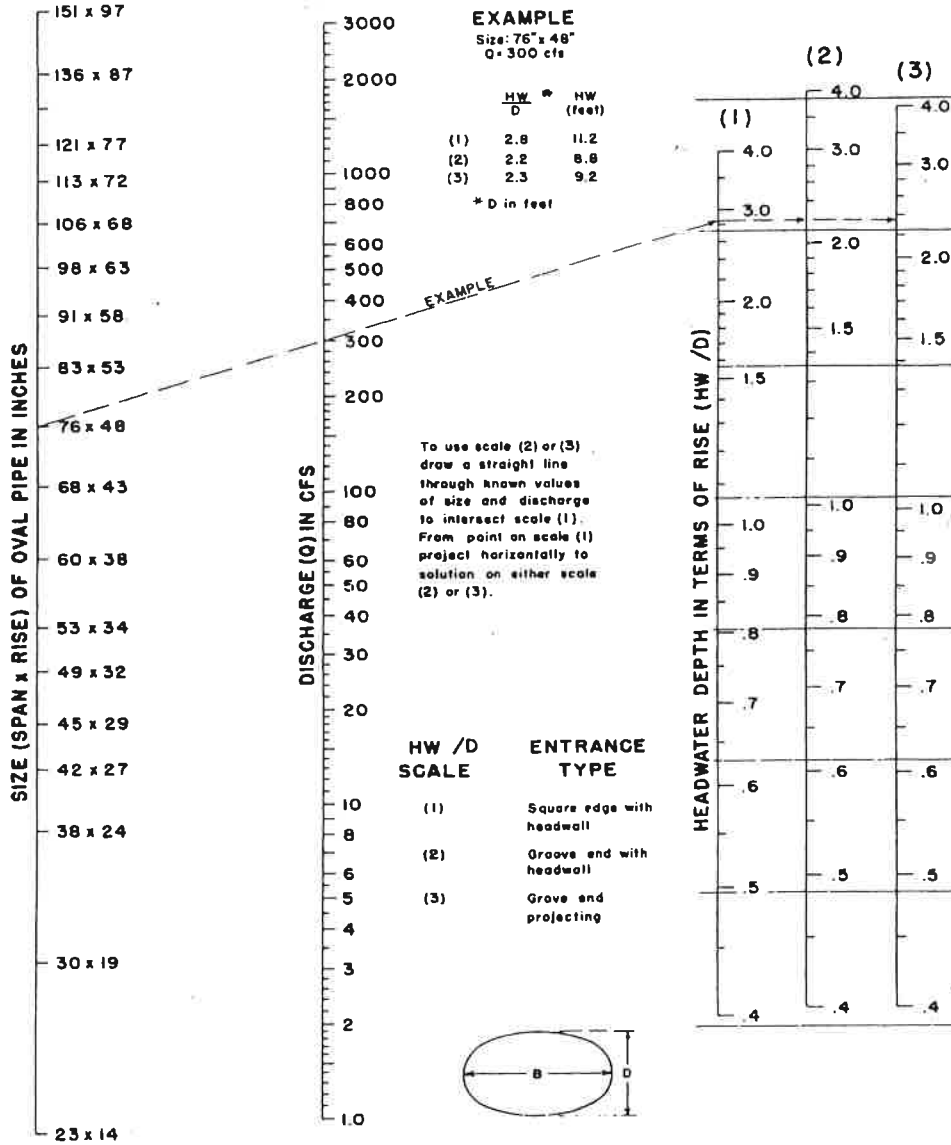 SIZE (SPAN x RISE) OF OVAL PIPE IN INCHES
151 x 97
136 x 87
121 x 77
113 x 72
106 x 68
98 x 63
91 x 58
83 x 53
76 x 48
68 x 43
60 x 38
53 x 34
49 x 32
45 x 29
42 x 27
38 x 24
30 x 19
23 x 14
DISCHARGE (Q) IN CFS
3000
2000
1000
800
600
500
400
300
200
100
80
60
50
40
30
20
10
8
6
5
4
3
2
1.0
EXAMPLE
Size: 76" x 48"
Q = 300 cfs
HW * HW
D (feet)
(1) 2.8 11.2
(2) 2.2 8.8
(3) 2.3 9.2
* D in feet
EXAMPLE
To use scale (2) or (3)
draw a straight line
through known values
of size and discharge
to intersect scale (1).
From point on scale (1)
project horizontally to
solution on either scale
(2) or (3).
HW /D ENTRANCE
SCALE TYPE
(1) Square edge with
headwall
(2) Groove end with
headwall
(3) Grove end
projecting
B
D
HEADWATER DEPTH IN TERMS OF RISE (HW /D)
(1)
4.0
3.0
2.0
1.5
1.0
.9
.8
.7
.6
.5
.4
(2)
4.0
3.0
2.0
1.5
1.0
.9
.8
.7
.6
.5
.4
(3)
4.0
3.0
2.0
1.5
1.0
.9
.8
.7
.6
.5
.4